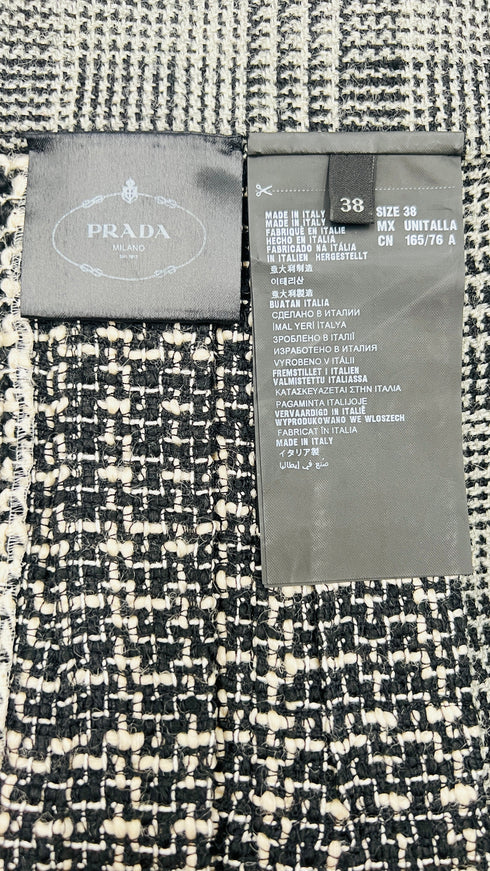 PRADA
MILANO
38
MADE IN ITALY
MADE IN ITALY
FABRIQUÉ EN ITALIE
HECHO EN ITALIA
FABRICADO NA ITÁLIA
IN ITALIEN HERGESTELLT
意大利制造
이태리산
意大利製造
BUATAN ITALIA
СДЕЛАНО В ИТАЛИИ
İMAL YERİ İTALYA
ЗРОБЛЕНО В ІТАЛІЇ
ИЗРАБОТЕНО В ИТАЛИЯ
VYROBENO V ITÁLII
FREMSTILLET I ITALIEN
VALMISTETTU ITALIASSA
ΚΑΤΑΣΚΕΥΑΖΕΤΑΙ ΣΤΗΝ ΙΤΑΛΙΑ
PAGAMINTA ITALIJOJE
VERVAARDIGD IN ITALIË
WYPRODUKOWANO WE WLOSZECH
FABRICAT ÎN ITALIA
MADE IN ITALY
イタリア製
صُنع في إيطاليا
SIZE 38
MX UNITALLA
CN 165/76 A